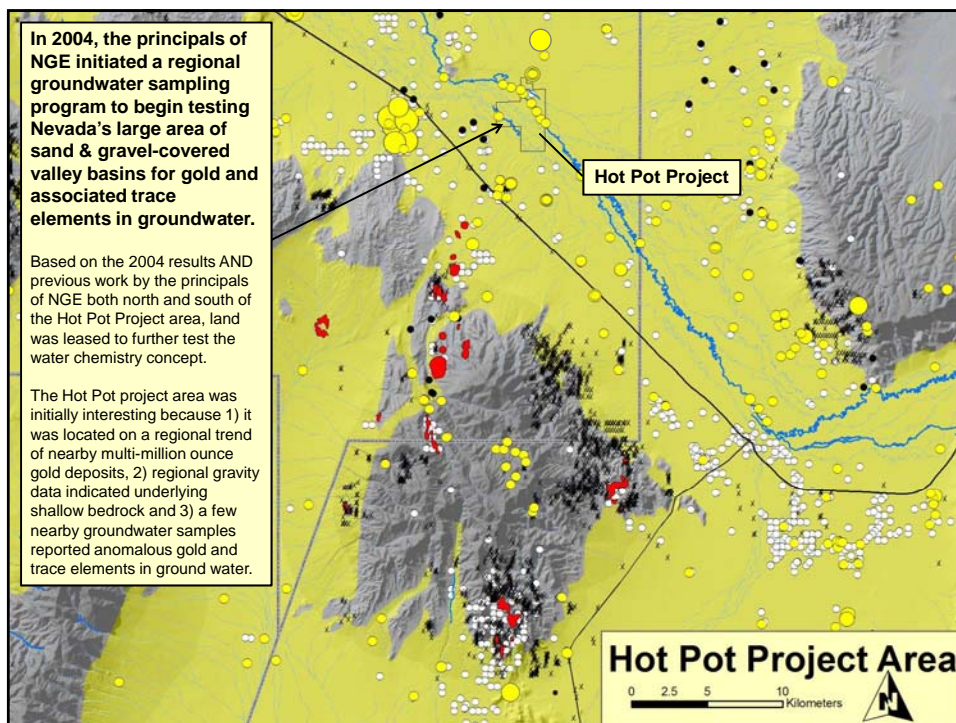 In 2004, the principals of
NGE initiated a regional
groundwater sampling
program to begin testing
Nevada's large area of
sand & gravel-covered
valley basins for gold and
associated trace
elements in groundwater.
Based on the 2004 results AND
previous work by the principals
of NGE both north and south of
the Hot Pot Project area, land
was leased to further test the
water chemistry concept.
The Hot Pot project area was
initially interesting because 1) it
was located on a regional trend
of nearby multi-million ounce
gold deposits, 2) regional gravity
data indicated underlying
shallow bedrock and 3) a few
nearby groundwater samples
reported anomalous gold and
trace elements in ground water.
Hot Pot Project
Hot Pot Project Area
0 2.5 5 10
Kilometers
N